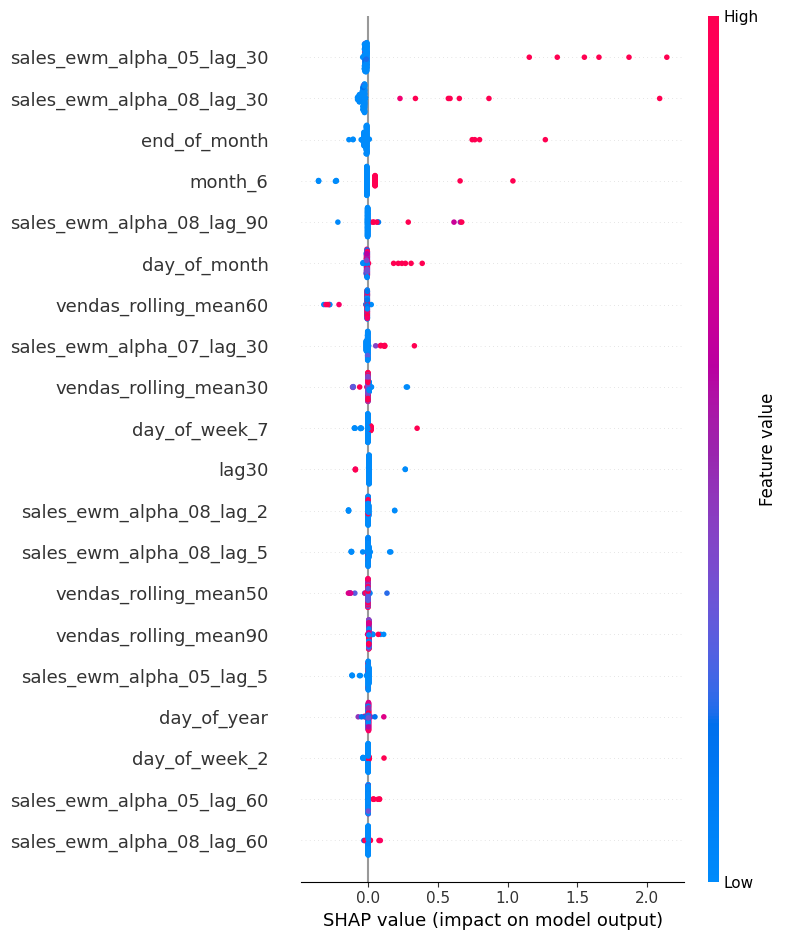 High
sales_ewm_alpha_05_lag_30
sales_ewm_alpha_08_lag_30
end_of_month
month_6
sales_ewm_alpha_08_lag_90
day_of_month
vendas_rolling_mean60
sales_ewm_alpha_07_lag_30
vendas_rolling_mean30
day_of_week_7
lag30
sales_ewm_alpha_08_lag_2
sales_ewm_alpha_08_lag_5
vendas_rolling_mean50
vendas_rolling_mean90
sales_ewm_alpha_05_lag_5
day_of_year
day_of_week_2
sales_ewm_alpha_05_lag_60
sales_ewm_alpha_08_lag_60
Feature value
Low
0.0 0.5 1.0 1.5 2.0
SHAP value (impact on model output)